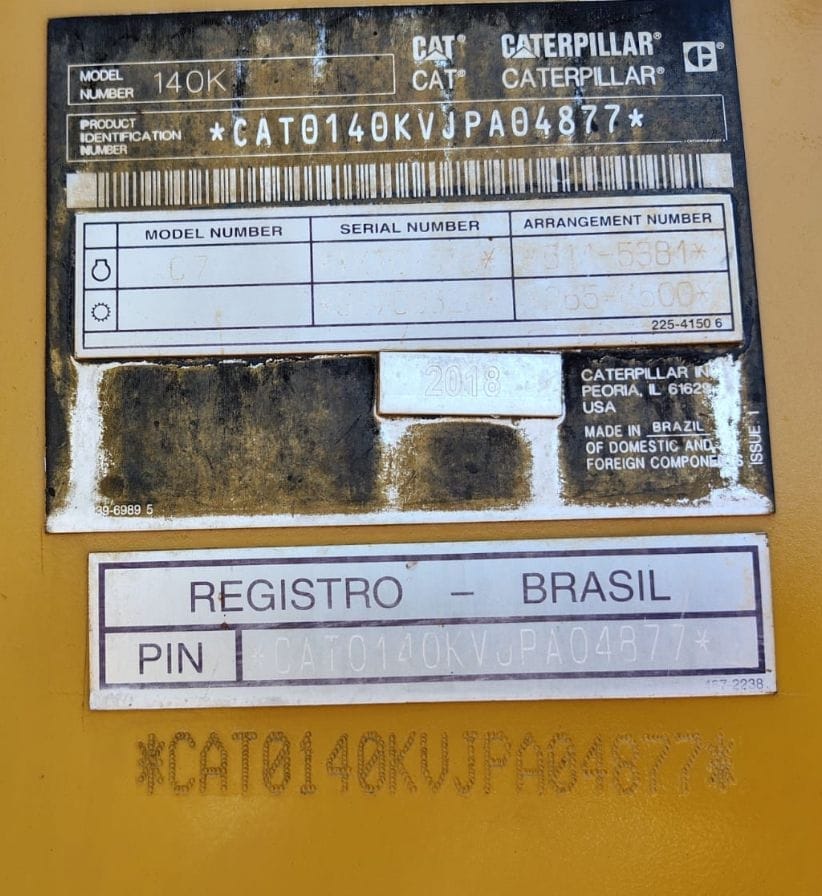 CAT® CATERPILLAR®
CAT® CATERPILLAR®
MODEL NUMBER 140K
PRODUCT IDENTIFICATION NUMBER *CAT0140KVJPA04877*
MODEL NUMBER SERIAL NUMBER ARRANGEMENT NUMBER
C7
225-4150 6
2018
CATERPILLAR
PEORIA, IL 61629
USA
MADE IN BRAZIL
OF DOMESTIC AND
FOREIGN COMPONENTS
ISSUE 1
39-6989 5
REGISTRO – BRASIL
PIN *CAT0140KVJPA04877*
*CAT0140KVJPA04877*